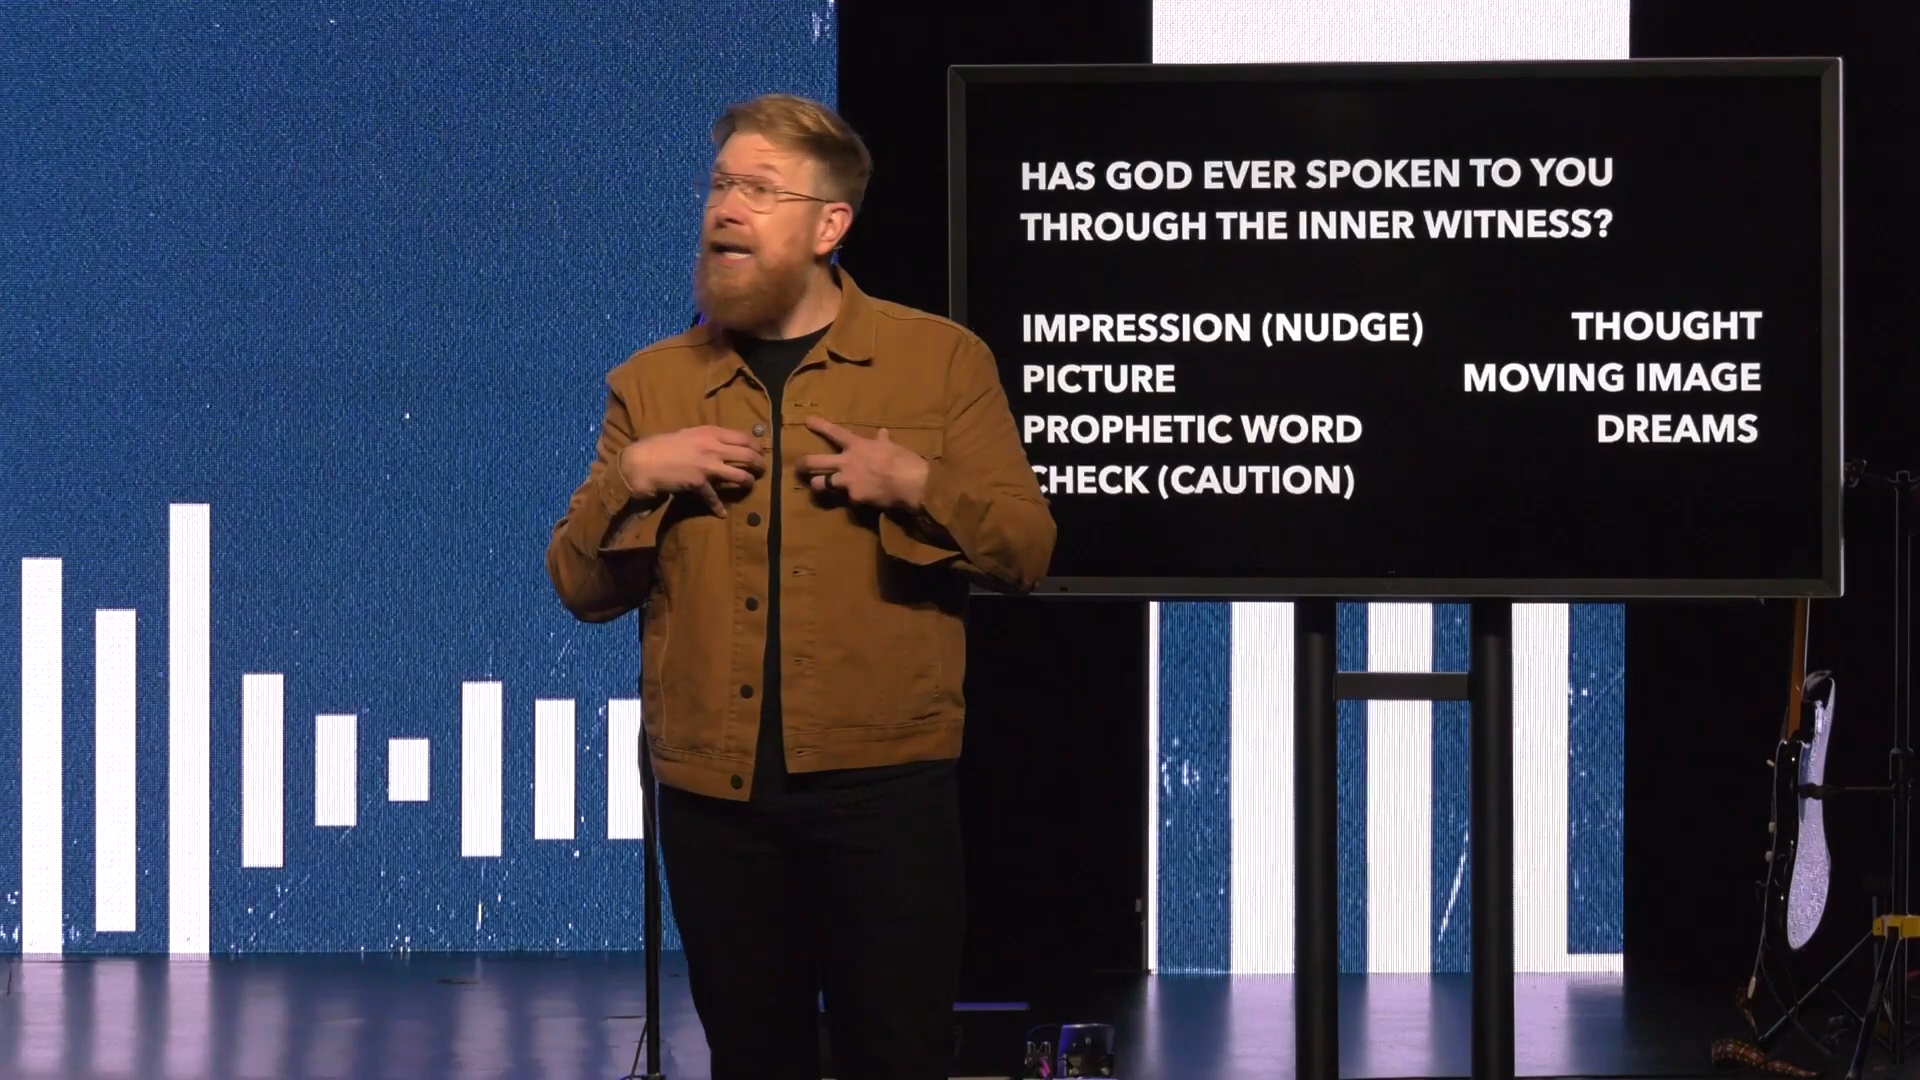 HAS GOD EVER SPOKEN TO YOU
THROUGH THE INNER WITNESS?
IMPRESSION (NUDGE) THOUGHT
PICTURE MOVING IMAGE
PROPHETIC WORD DREAMS
CHECK (CAUTION)